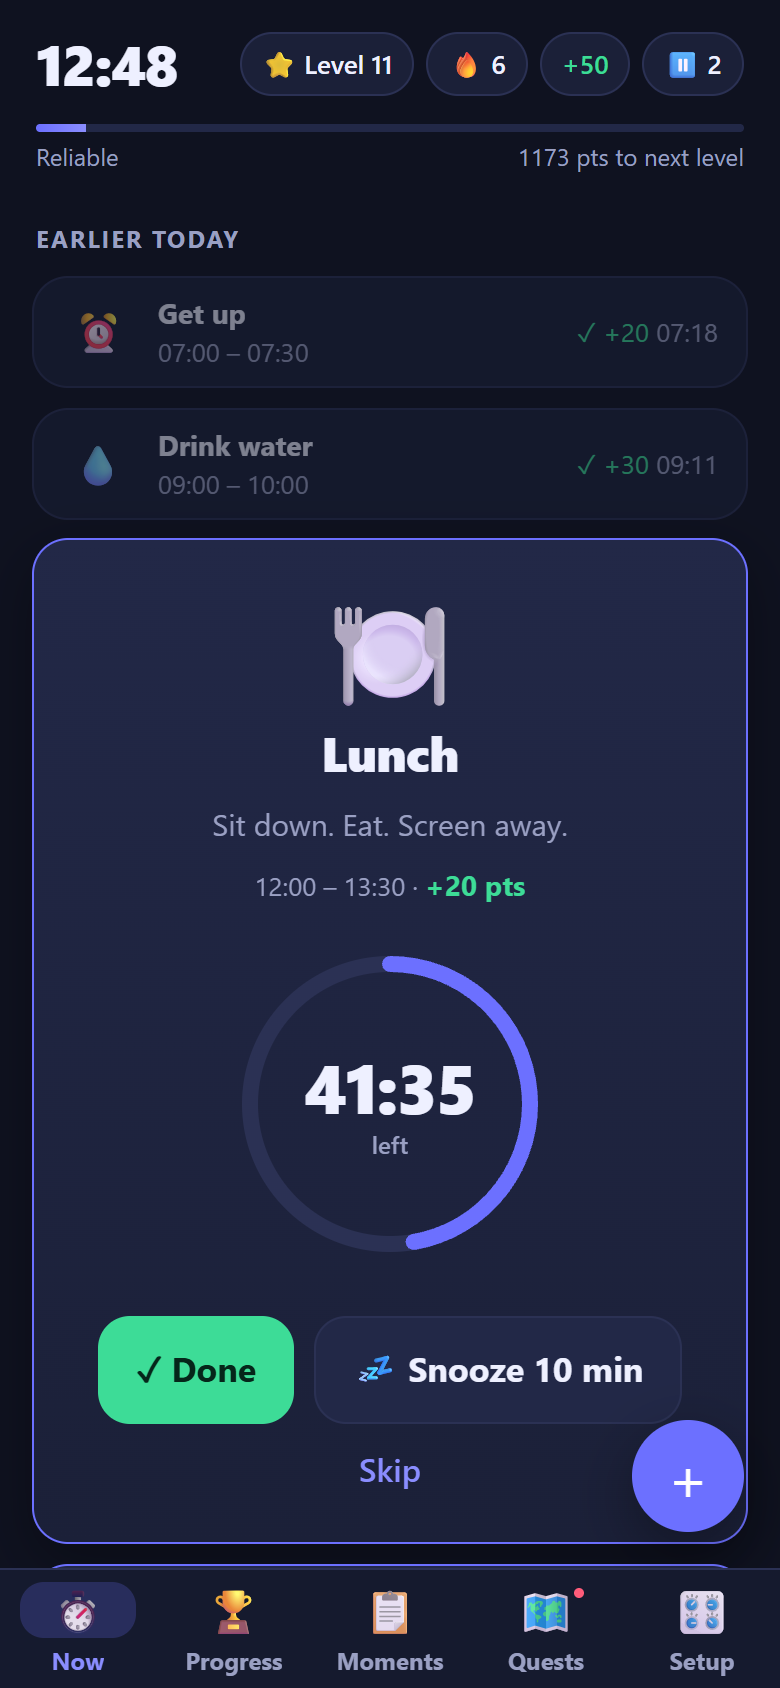 12:48
Level 11
6
+50
2
Reliable
1173 pts to next level
EARLIER TODAY
Get up
07:00 – 07:30
✓ +20 07:18
Drink water
09:00 – 10:00
✓ +30 09:11
Lunch
Sit down. Eat. Screen away.
12:00 – 13:30 · +20 pts
41:35
left
✓ Done
💤 Snooze 10 min
Skip
+
Now
Progress
Moments
Quests
Setup